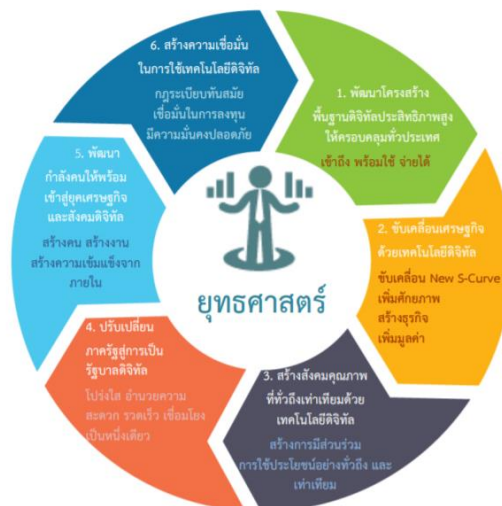 6. สร้างความเชื่อมั่น
ในการใช้เทคโนโลยีดิจิทัล
กฎระเบียบทันสมัย
เชื่อมั่นในการลงทุน
มีความมั่นคงปลอดภัย
1. พัฒนาโครงสร้าง
พื้นฐานดิจิทัลประสิทธิภาพสูง
ให้ครอบคลุมทั่วประเทศ
เข้าถึง พร้อมใช้ จ่ายได้
2. ขับเคลื่อนเศรษฐกิจ
ด้วยเทคโนโลยีดิจิทัล
ขับเคลื่อน New S-Curve
เพิ่มศักยภาพ
สร้างธุรกิจ
เพิ่มมูลค่า
3. สร้างสังคมคุณภาพ
ที่ทั่วถึงเท่าเทียมด้วย
เทคโนโลยีดิจิทัล
สร้างการมีส่วนร่วม
การใช้ประโยชน์อย่างทั่วถึง และ
เท่าเทียม
4. ปรับเปลี่ยน
ภาครัฐสู่การเป็น
รัฐบาลดิจิทัล
โปร่งใส อำนวยความ
สะดวก รวดเร็ว เชื่อมโยง
เป็นหนึ่งเดียว
5. พัฒนา
กำลังคนให้พร้อม
เข้าสู่ยุคเศรษฐกิจ
และสังคมดิจิทัล
สร้างคน สร้างงาน
สร้างความเข้มแข็งจาก
ภายใน
ยุทธศาสตร์